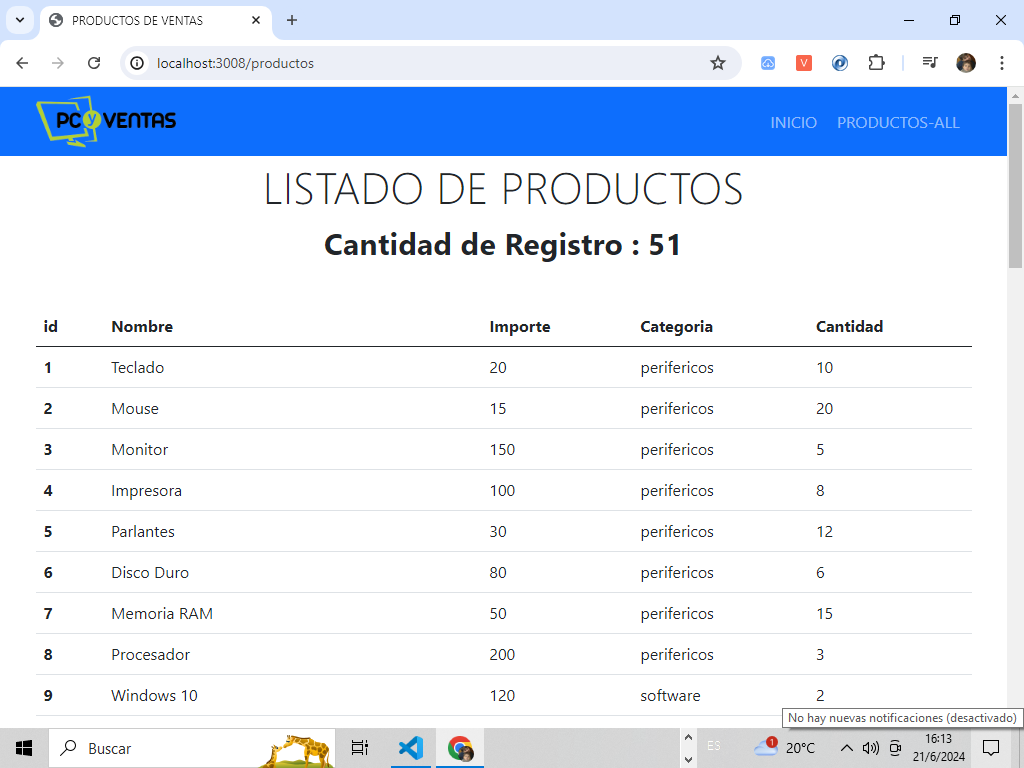 PRODUCTOS DE VENTAS
localhost:3008/productos
V
PC y VENTAS
INICIO PRODUCTOS-ALL
LISTADO DE PRODUCTOS
Cantidad de Registro : 51
id Nombre Importe Categoria Cantidad
1 Teclado 20 perifericos 10
2 Mouse 15 perifericos 20
3 Monitor 150 perifericos 5
4 Impresora 100 perifericos 8
5 Parlantes 30 perifericos 12
6 Disco Duro 80 perifericos 6
7 Memoria RAM 50 perifericos 15
8 Procesador 200 perifericos 3
9 Windows 10 120 software 2
No hay nuevas notificaciones (desactivado)
Buscar ES 1 20°C 16:13
21/6/2024